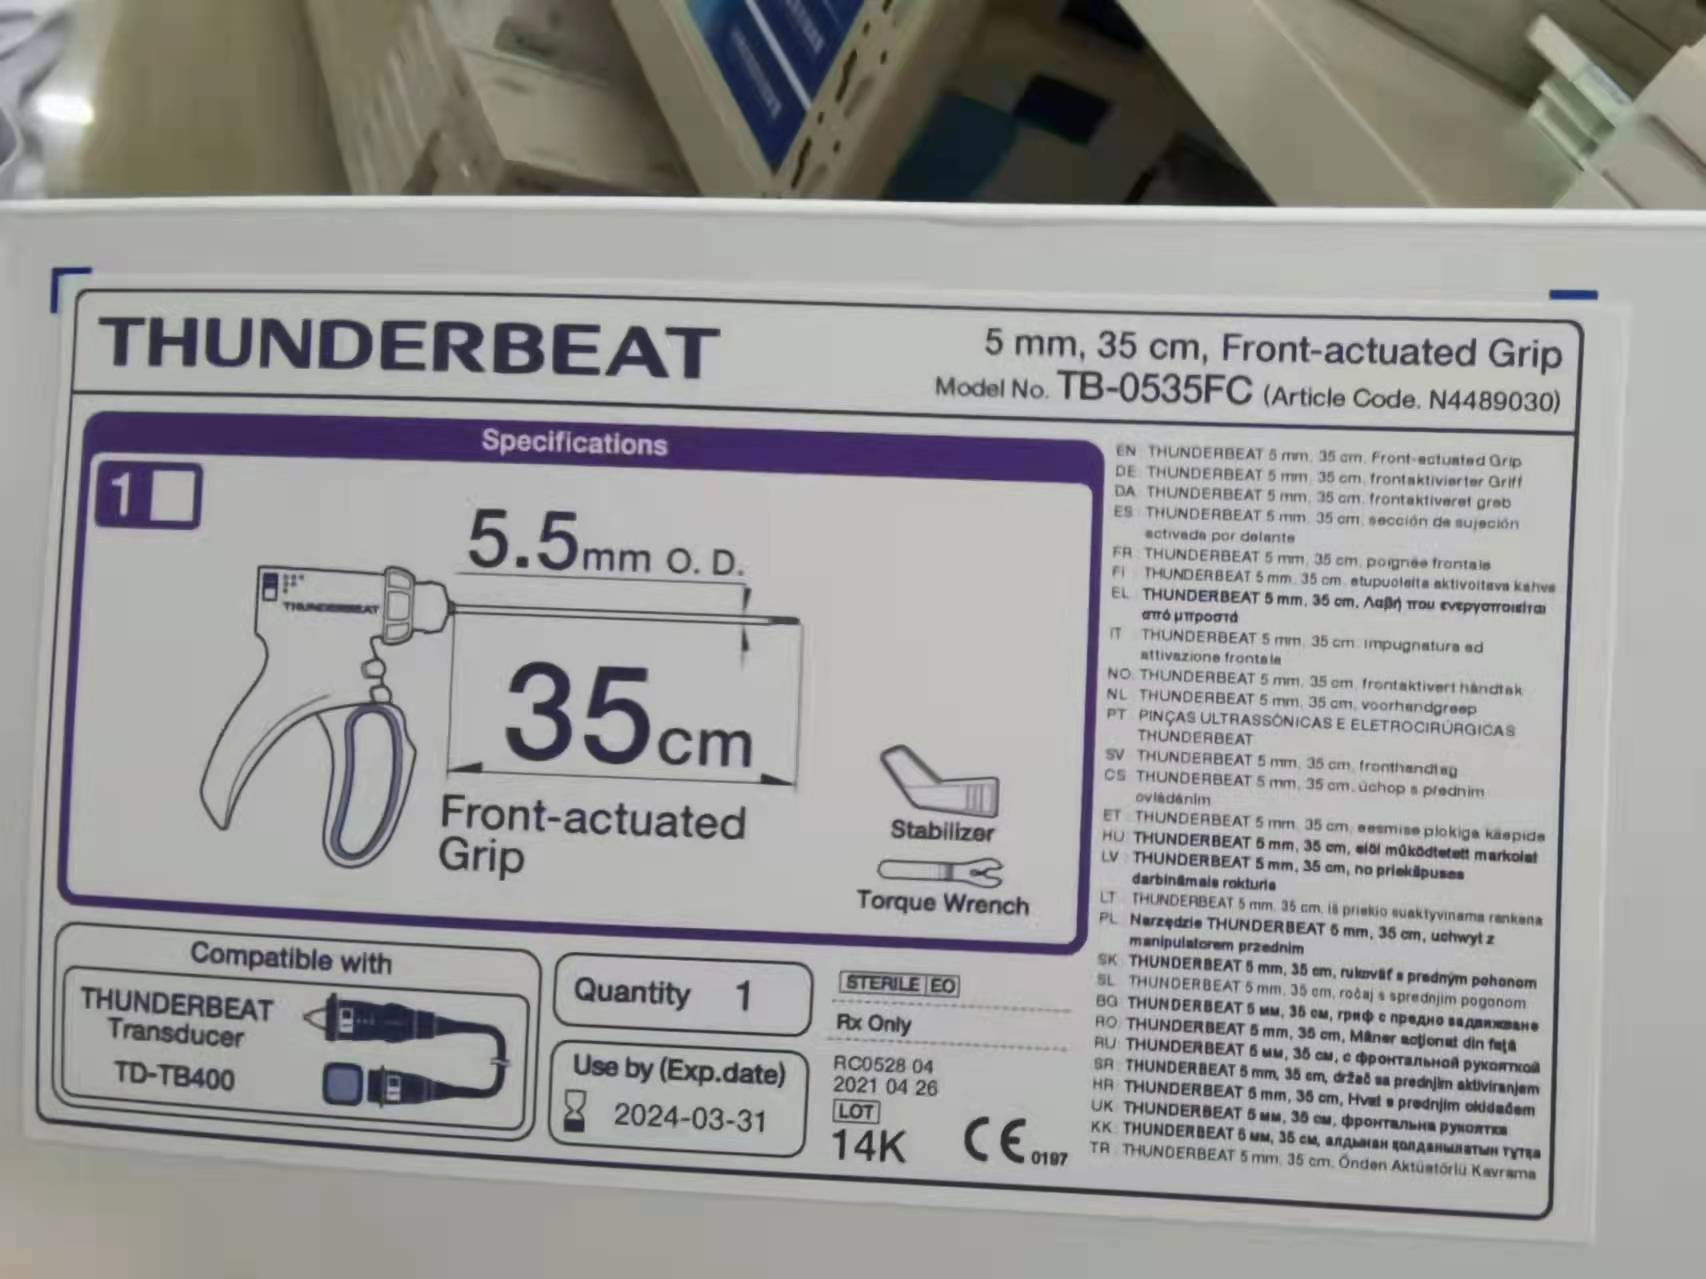 THUNDERBEAT
5 mm, 35 cm, Front-actuated Grip
Model No. TB-0535FC (Article Code. N4489030)
Specifications
1
5.5mm O. D.
THUNDERBEAT
35cm
Front-actuated
Grip
Stabilizer
Torque Wrench
Compatible with
THUNDERBEAT
Transducer
TD-TB400
Quantity 1
Use by (Exp.date)
2024-03-31
STERILE EO
Rx Only
RC0528 04
2021 04 26
LOT
14K
CE 0197
EN THUNDERBEAT 5 mm, 35 cm, Front-actuated Grip
DE THUNDERBEAT 5 mm, 35 cm, frontaktivierter Griff
DA THUNDERBEAT 5 mm, 35 cm, frontaktiveret greb
ES THUNDERBEAT 5 mm, 35 cm, sección de sujeción
activada por delante
FR THUNDERBEAT 5 mm, 35 cm, poignée frontale
FI THUNDERBEAT 5 mm, 35 cm, etupuolelta aktivoitava kahva
EL THUNDERBEAT 5 mm, 35 cm, Λαβή που ενεργοποιείται
από μπροστά
IT THUNDERBEAT 5 mm, 35 cm, impugnatura ad
attivazione frontale
NO THUNDERBEAT 5 mm, 35 cm, frontaktivert håndtak
NL THUNDERBEAT 5 mm, 35 cm, voorhandgreep
PT PINÇAS ULTRASSÔNICAS E ELETROCIRÚRGICAS
THUNDERBEAT
SV THUNDERBEAT 5 mm, 35 cm, fronthandtag
CS THUNDERBEAT 5 mm, 35 cm, úchop s předním
ovládáním
ET THUNDERBEAT 5 mm, 35 cm, eesmise plokiga käepide
HU THUNDERBEAT 5 mm, 35 cm, elöl működtetett markolat
LV THUNDERBEAT 5 mm, 35 cm, no priekšpuses
darbināmais rokturis
LT THUNDERBEAT 5 mm, 35 cm, iš priekio suaktyvinama rankena
PL Narzędzie THUNDERBEAT 5 mm, 35 cm, uchwyt z
manipulatorem przednim
SK THUNDERBEAT 5 mm, 35 cm, rukoväť s predným pohonom
SL THUNDERBEAT 5 mm, 35 cm, ročaj s sprednjim pogonom
BG THUNDERBEAT 5 мм, 35 см, гриф с предно задвижване
RO THUNDERBEAT 5 mm, 35 cm, Mâner acţionat din faţă
RU THUNDERBEAT 5 мм, 35 см, с фронтальной рукояткой
SR THUNDERBEAT 5 mm, 35 cm, držač sa prednjim aktiviranjem
HR THUNDERBEAT 5 mm, 35 cm, Hvat s prednjim okidačem
UK THUNDERBEAT 5 мм, 35 см, фронтальна рукоятка
KK THUNDERBEAT 5 мм, 35 см, алдынан қолданылатын тұтқа
TR THUNDERBEAT 5 mm, 35 cm, Önden Aktüatörlü Kavrama